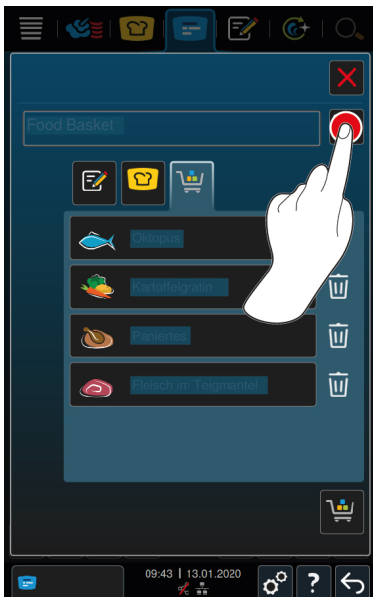 Food Basket
Oktopus
Kartoffelgratin
Paniertes
Fleisch im Teigmantel
09:43 | 13.01.2020
°C
?